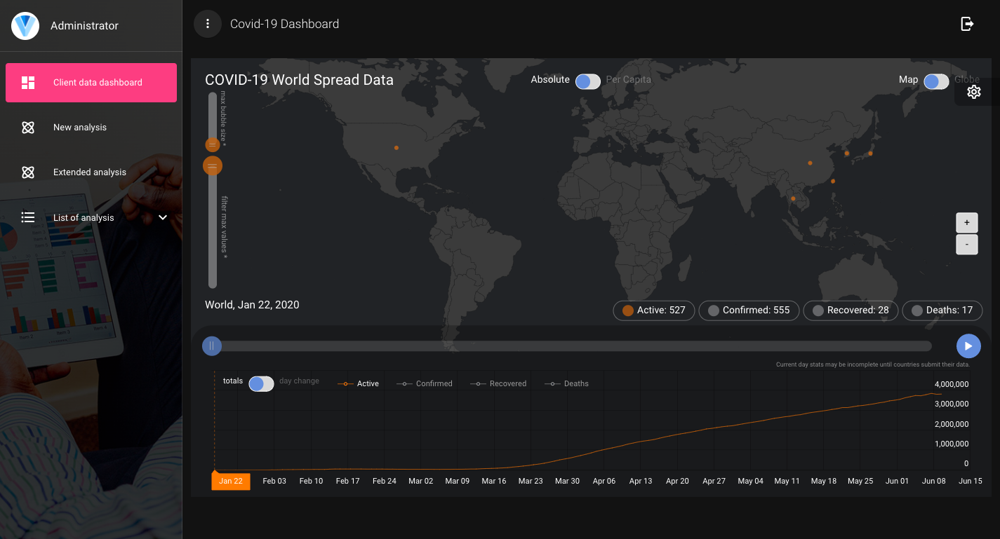 Administrator
Covid-19 Dashboard
Client data dashboard
New analysis
Extended analysis
List of analysis
COVID-19 World Spread Data
Absolute
Per Capita
Map
Globe
max bubble size *
filter max values *
+
-
World, Jan 22, 2020
Active: 527
Confirmed: 555
Recovered: 28
Deaths: 17
Current day stats may be incomplete until countries submit their data.
totals
day change
Active
Confirmed
Recovered
Deaths
4,000,000
3,000,000
2,000,000
1,000,000
0
Jan 22
Feb 03
Feb 10
Feb 17
Feb 24
Mar 02
Mar 09
Mar 16
Mar 23
Mar 30
Apr 06
Apr 13
Apr 20
Apr 27
May 04
May 11
May 18
May 25
Jun 01
Jun 08
Jun 15
Item 2
Item 3
Item 4